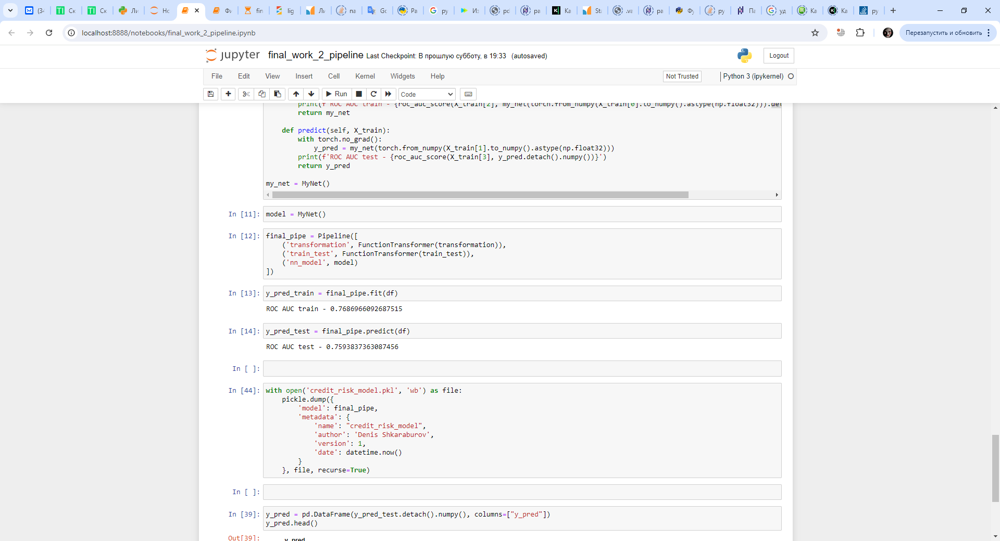 (34
Ск
Ск
Ли
Нс
Фи
fin
lig
Ли
па
Gc
Pa
py
Из
рс
pa
Ka
Sta
.va
pa
Фу
py
Па
уд
Ka
Ka
py
localhost:8888/notebooks/final_work_2_pipeline.ipynb
Перезапустить и обновить
jupyter final_work_2_pipeline Last Checkpoint: В прошлую субботу, в 19:33 (autosaved)
Logout
File Edit View Insert Cell Kernel Widgets Help
Not Trusted
Python 3 (ipykernel)
Run
Code
print(f'ROC AUC train - {roc_auc_score(X_train[2], my_net(torch.from_numpy(X_train[0].to_numpy().astype(np.float32))).det
return my_net
def predict(self, X_train):
with torch.no_grad():
y_pred = my_net(torch.from_numpy(X_train[1].to_numpy().astype(np.float32)))
print(f'ROC AUC test - {roc_auc_score(X_train[3], y_pred.detach().numpy())}')
return y_pred
my_net = MyNet()
In [11]: model = MyNet()
In [12]: final_pipe = Pipeline([
('transformation', FunctionTransformer(transformation)),
('train_test', FunctionTransformer(train_test)),
('nn_model', model)
])
In [13]: y_pred_train = final_pipe.fit(df)
ROC AUC train - 0.7686966092687515
In [14]: y_pred_test = final_pipe.predict(df)
ROC AUC test - 0.7593837363087456
In [ ]:
In [44]: with open('credit_risk_model.pkl', 'wb') as file:
pickle.dump({
'model': final_pipe,
'metadata': {
'name': "credit_risk_model",
'author': 'Denis Shkaraburov',
'version': 1,
'date': datetime.now()
}
}, file, recurse=True)
In [ ]:
In [39]: y_pred = pd.DataFrame(y_pred_test.detach().numpy(), columns=["y_pred"])
y_pred.head()
Out[39]:
y_pred